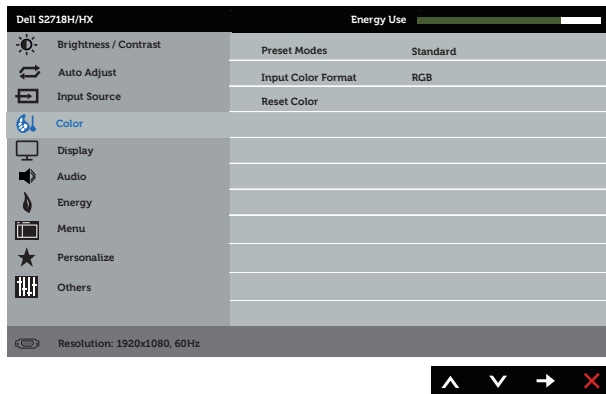 Dell S2718H/HX Energy Use
Brightness / Contrast
Auto Adjust
Input Source
Color
Display
Audio
Energy
Menu
Personalize
Others
Preset Modes Standard
Input Color Format RGB
Reset Color
Resolution: 1920x1080, 60Hz